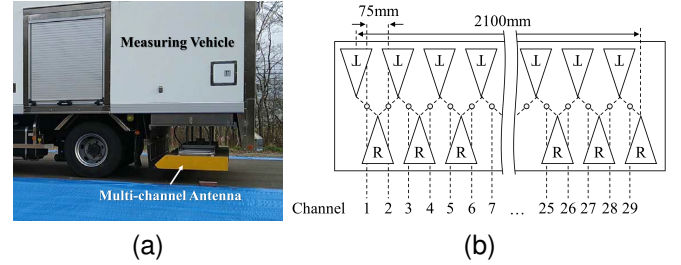 Measuring Vehicle
Multi-channel Antenna
(a)
75mm
2100mm
T T T T T T T
R R R R R R
Channel 1 2 3 4 5 6 7 ... 25 26 27 28 29
(b)